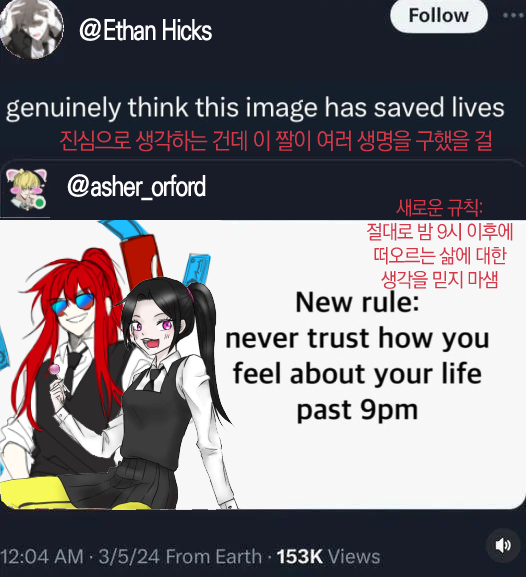 @Ethan Hicks
Follow
genuinely think this image has saved lives
진심으로 생각하는 건데 이 짤이 여러 생명을 구했을 걸
@asher_orford
새로운 규칙:
절대로 밤 9시 이후에
떠오르는 삶에 대한
생각을 믿지 마샘
New rule:
never trust how you
feel about your life
past 9pm
12:04 AM · 3/5/24 From Earth · 153K Views